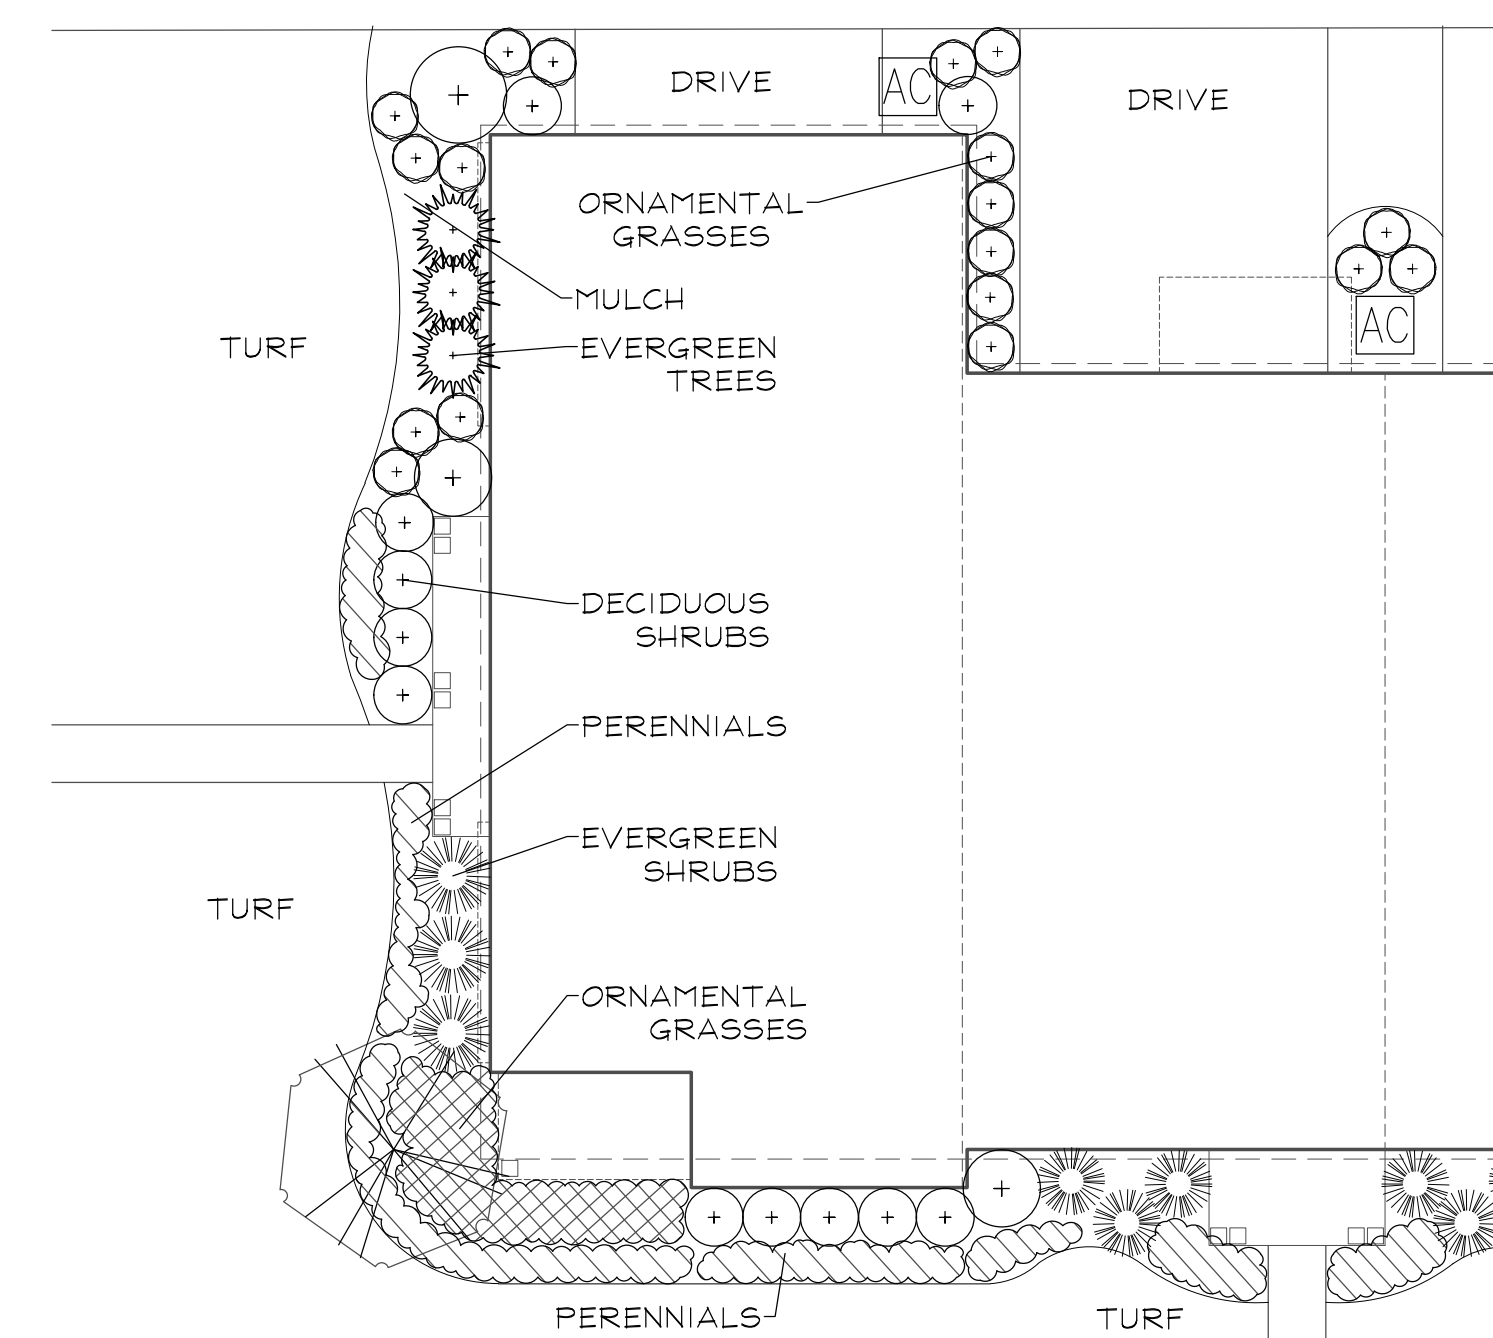 DRIVE
AC
DRIVE
ORNAMENTAL
GRASSES
MULCH
AC
TURF
EVERGREEN
TREES
DECIDUOUS
SHRUBS
PERENNIALS
EVERGREEN
SHRUBS
TURF
ORNAMENTAL
GRASSES
PERENNIALS
TURF